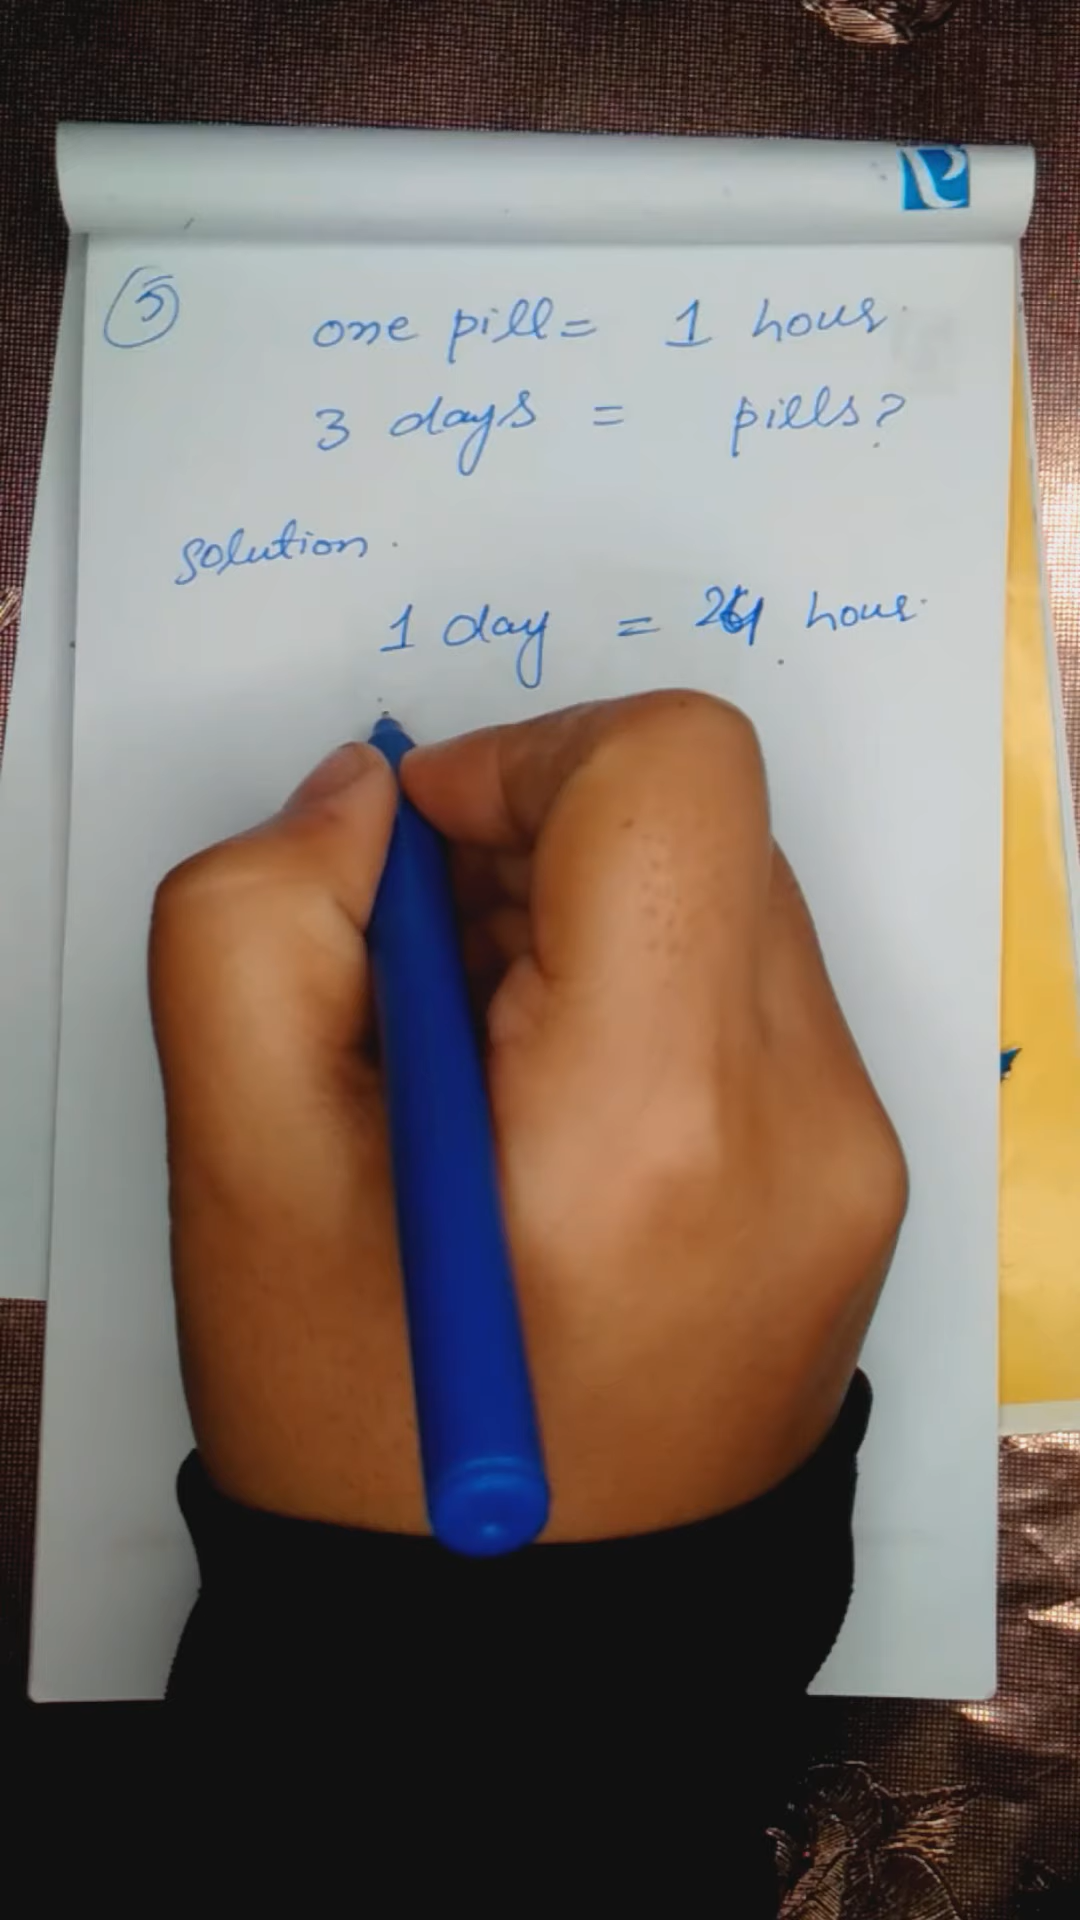 5
one pill = 1 hour
3 days = pills?
solution.
1 day = 24 hour